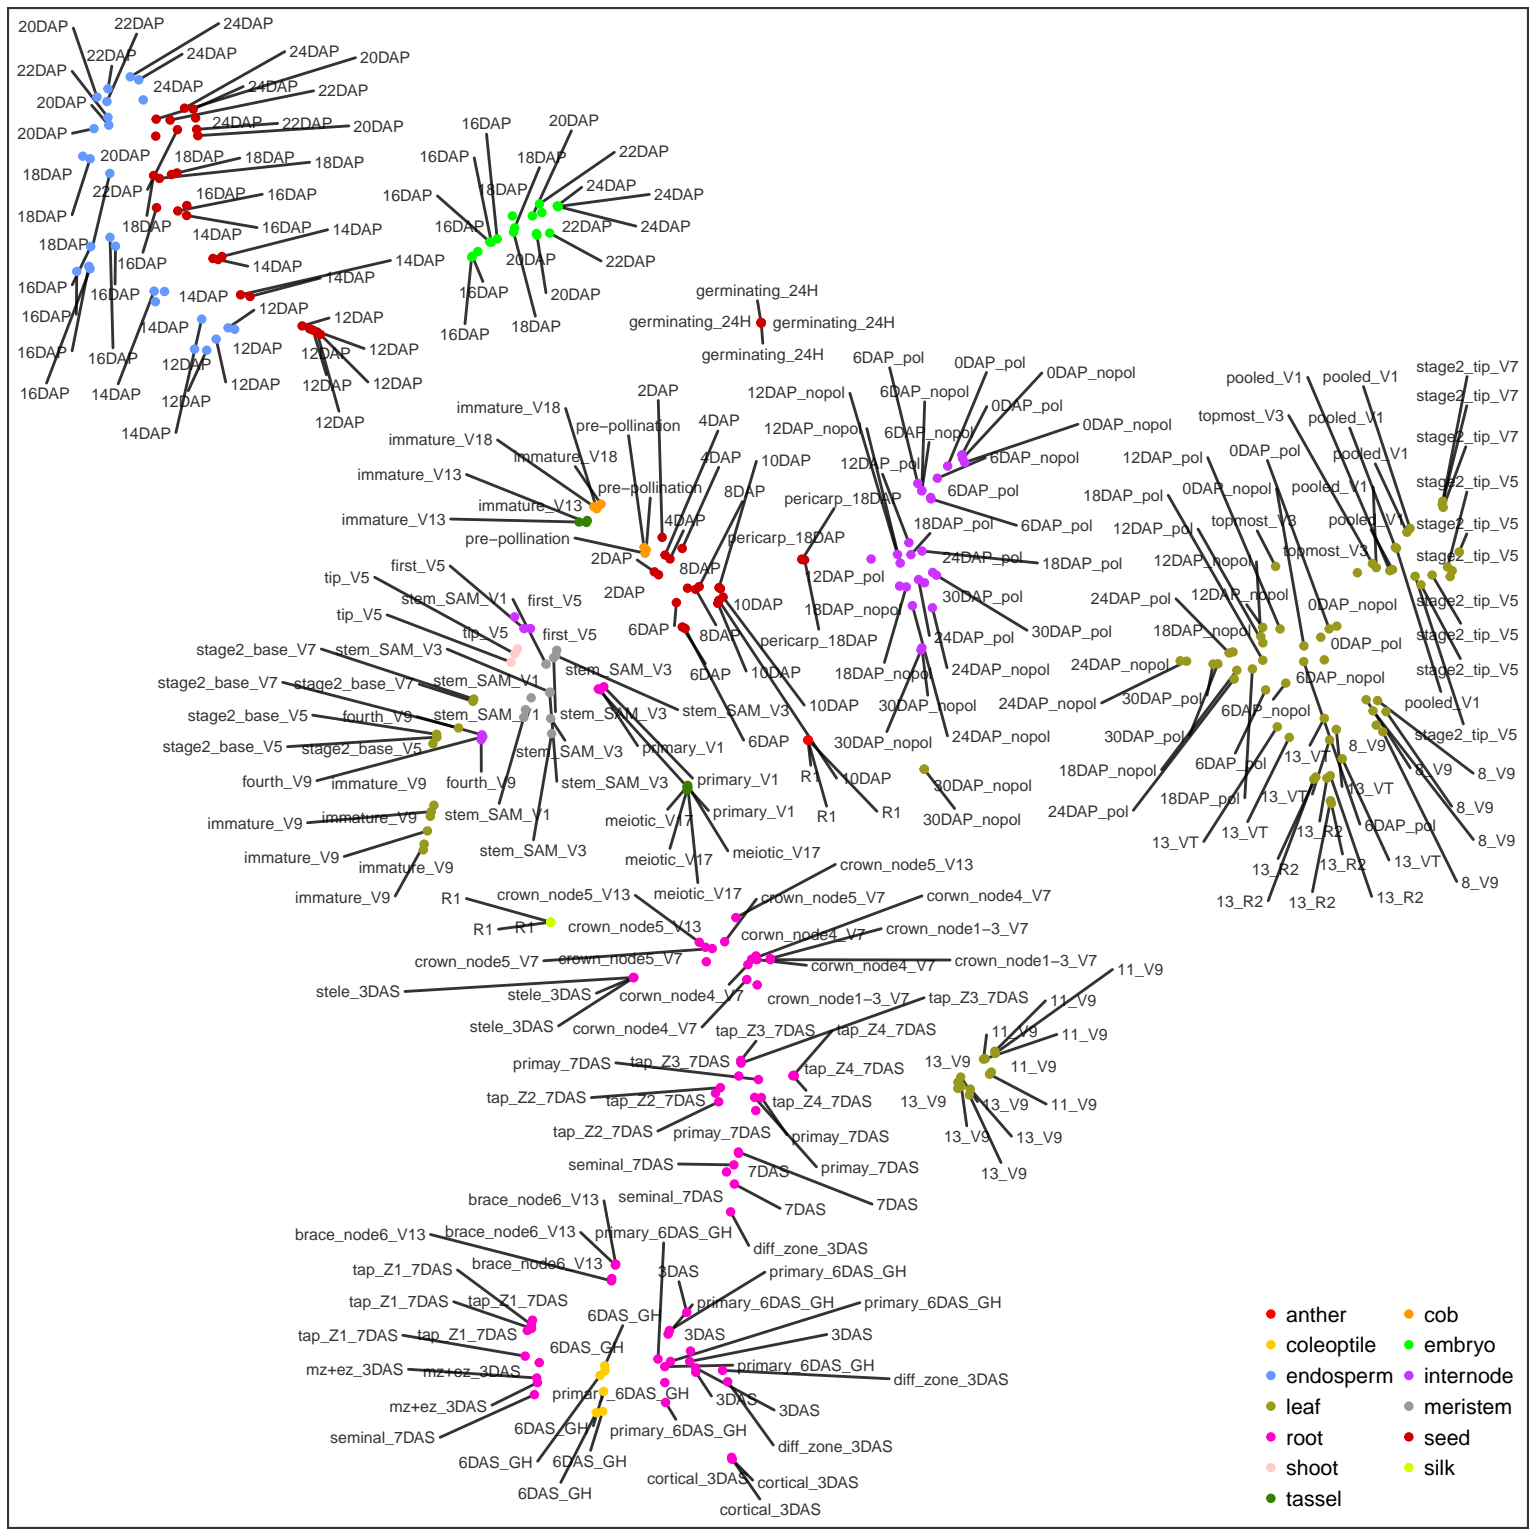 20DAP
22DAP
24DAP
22DAP
24DAP
24DAP
20DAP
22DAP
24DAP
24DAP
22DAP
20DAP
24DAP
22DAP
20DAP
20DAP
20DAP
18DAP
18DAP
18DAP
18DAP
22DAP
16DAP
16DAP
18DAP
18DAP
16DAP
14DAP
14DAP
18DAP
16DAP
14DAP
14DAP
14DAP
16DAP
16DAP
14DAP
12DAP
12DAP
16DAP
14DAP
16DAP
16DAP
12DAP
12DAP
12DAP
12DAP
12DAP
12DAP
12DAP
16DAP
14DAP
12DAP
12DAP
14DAP
16DAP
20DAP
16DAP
18DAP
22DAP
16DAP
18DAP
24DAP
24DAP
16DAP
22DAP
24DAP
20DAP
22DAP
16DAP
20DAP
16DAP
18DAP
germinating_24H
germinating_24H
germinating_24H
germinating_24H
6DAP_pol
0DAP_pol
0DAP_nopol
12DAP_nopol
6DAP_nopol
0DAP_pol
0DAP_nopol
12DAP_nopol
6DAP_nopol
6DAP_nopol
12DAP_pol
6DAP_pol
6DAP_pol
18DAP_pol
24DAP_pol
18DAP_pol
12DAP_pol
30DAP_pol
18DAP_nopol
24DAP_pol
30DAP_pol
18DAP_nopol
24DAP_nopol
30DAP_nopol
30DAP_nopol
24DAP_nopol
30DAP_nopol
30DAP_nopol
pericarp_18DAP
pericarp_18DAP
pericarp_18DAP
2DAP
immature_V18
pre−pollination
4DAP
immature_V18
immature_V18
4DAP
10DAP
immature_V13
pre−pollination
8DAP
immature_V13
immature_V13
4DAP
pre−pollination
2DAP
8DAP
2DAP
10DAP
6DAP
8DAP
6DAP
10DAP
10DAP
6DAP
10DAP
first_V5
tip_V5
stem_SAM_V1
first_V5
tip_V5
tip_V5
first_V5
stage2_base_V7
stem_SAM_V3
stem_SAM_V1
stem_SAM_V3
stage2_base_V7
stage2_base_V7
stage2_base_V5
fourth_V9
stem_SAM_V1
stem_SAM_V3
stem_SAM_V3
stage2_base_V5
stage2_base_V5
stem_SAM_V3
primary_V1
fourth_V9
immature_V9
fourth_V9
stem_SAM_V3
primary_V1
primary_V1
immature_V9
immature_V9
stem_SAM_V1
meiotic_V17
immature_V9
immature_V9
stem_SAM_V3
meiotic_V17
meiotic_V17
meiotic_V17
immature_V9
R1
R1
R1
pooled_V1
pooled_V1
stage2_tip_V7
stage2_tip_V7
topmost_V3
pooled_V1
stage2_tip_V7
12DAP_pol
0DAP_pol
pooled_V1
stage2_tip_V5
18DAP_pol
0DAP_nopol
pooled_V1
12DAP_pol
topmost_V3
pooled_V1
stage2_tip_V5
12DAP_nopol
topmost_V3
stage2_tip_V5
24DAP_pol
12DAP_nopol
0DAP_nopol
stage2_tip_V5
18DAP_nopol
0DAP_pol
stage2_tip_V5
24DAP_nopol
6DAP_nopol
stage2_tip_V5
24DAP_nopol
30DAP_pol
6DAP_nopol
pooled_V1
30DAP_pol
13_VT
8_V9
stage2_tip_V5
18DAP_nopol
6DAP_pol
8_V9
8_V9
18DAP_pol
13_VT
13_VT
24DAP_pol
13_VT
13_R2
6DAP_pol
8_V9
13_VT
13_R2
13_R2
13_VT
8_V9
13_R2
13_R2
13_R2
8_V9
R1
R1
R1
crown_node5_V13
crown_node5_V13
crown_node5_V7
corwn_node4_V7
crown_node5_V13
corwn_node4_V7
crown_node1−3_V7
crown_node5_V7
crown_node5_V7
corwn_node4_V7
crown_node1−3_V7
stele_3DAS
stele_3DAS
corwn_node4_V7
crown_node1−3_V7
stele_3DAS
corwn_node4_V7
tap_Z3_7DAS
tap_Z3_7DAS
tap_Z4_7DAS
primay_7DAS
tap_Z3_7DAS
tap_Z4_7DAS
tap_Z2_7DAS
tap_Z2_7DAS
tap_Z4_7DAS
tap_Z2_7DAS
primay_7DAS
primay_7DAS
primay_7DAS
11_V9
11_V9
11_V9
11_V9
13_V9
11_V9
13_V9
13_V9
11_V9
13_V9
13_V9
13_V9
seminal_7DAS
7DAS
seminal_7DAS
7DAS
7DAS
brace_node6_V13
brace_node6_V13
brace_node6_V13
primary_6DAS_GH
diff_zone_3DAS
brace_node6_V13
tap_Z1_7DAS
3DAS
primary_6DAS_GH
tap_Z1_7DAS
tap_Z1_7DAS
6DAS_GH
primary_6DAS_GH
primary_6DAS_GH
tap_Z1_7DAS
tap_Z1_7DAS
6DAS_GH
3DAS
3DAS
mz+ez_3DAS
mz+ez_3DAS
primary_6DAS_GH
diff_zone_3DAS
mz+ez_3DAS
primary_6DAS_GH
3DAS
3DAS
seminal_7DAS
6DAS_GH
primary_6DAS_GH
diff_zone_3DAS
6DAS_GH
6DAS_GH
6DAS_GH
cortical_3DAS
cortical_3DAS
cortical_3DAS
anther
cob
coleoptile
embryo
endosperm
internode
leaf
meristem
root
seed
shoot
silk
tassel